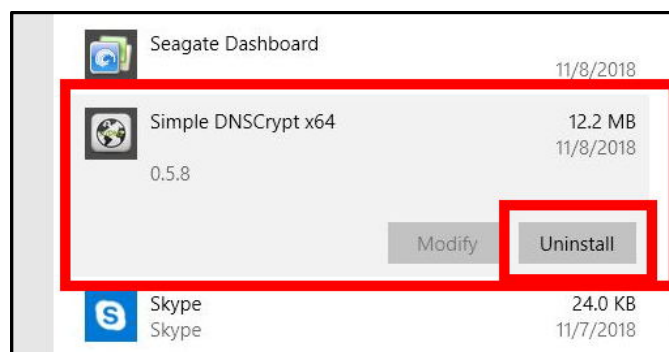 Seagate Dashboard
11/8/2018
Simple DNSCrypt x64 12.2 MB
11/8/2018
0.5.8
Modify Uninstall
Skype 24.0 KB
Skype 11/7/2018